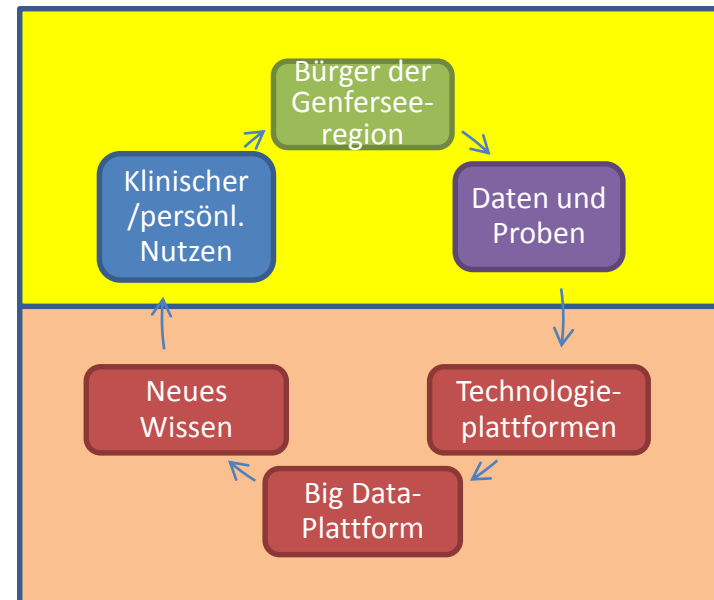 Bürger der
Genfersee-
region
Klinischer
/persönl.
Nutzen
Daten und
Proben
Neues
Wissen
Technologie-
plattformen
Big Data-
Plattform